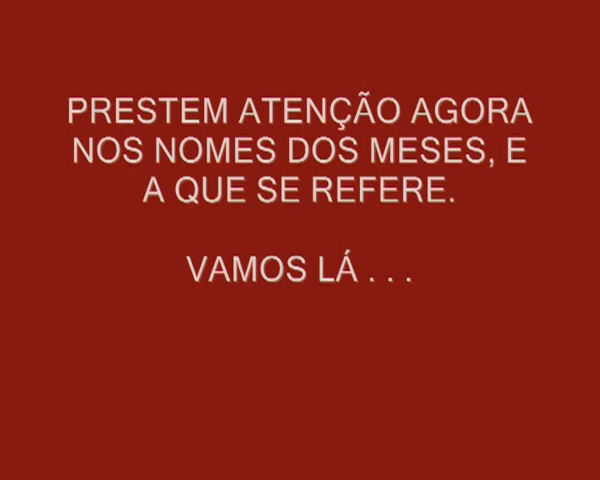 PRESTEM ATENÇÃO AGORA
NOS NOMES DOS MESES, E
A QUE SE REFERE.
VAMOS LÁ . . .